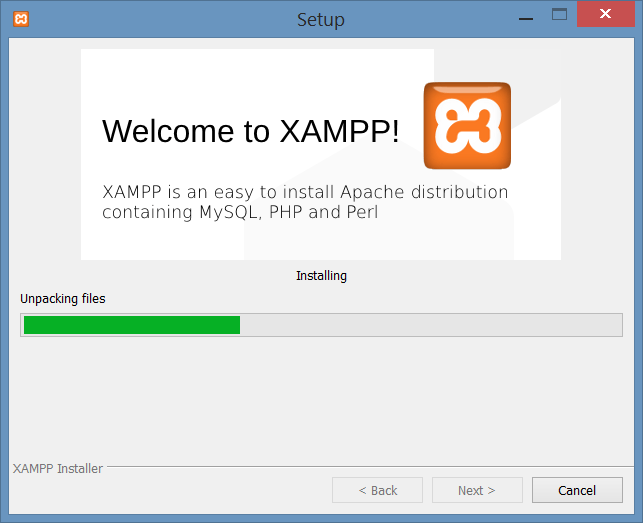 Setup
Welcome to XAMPP!
XAMPP is an easy to install Apache distribution
containing MySQL, PHP and Perl
Installing
Unpacking files
XAMPP Installer
< Back
Next >
Cancel